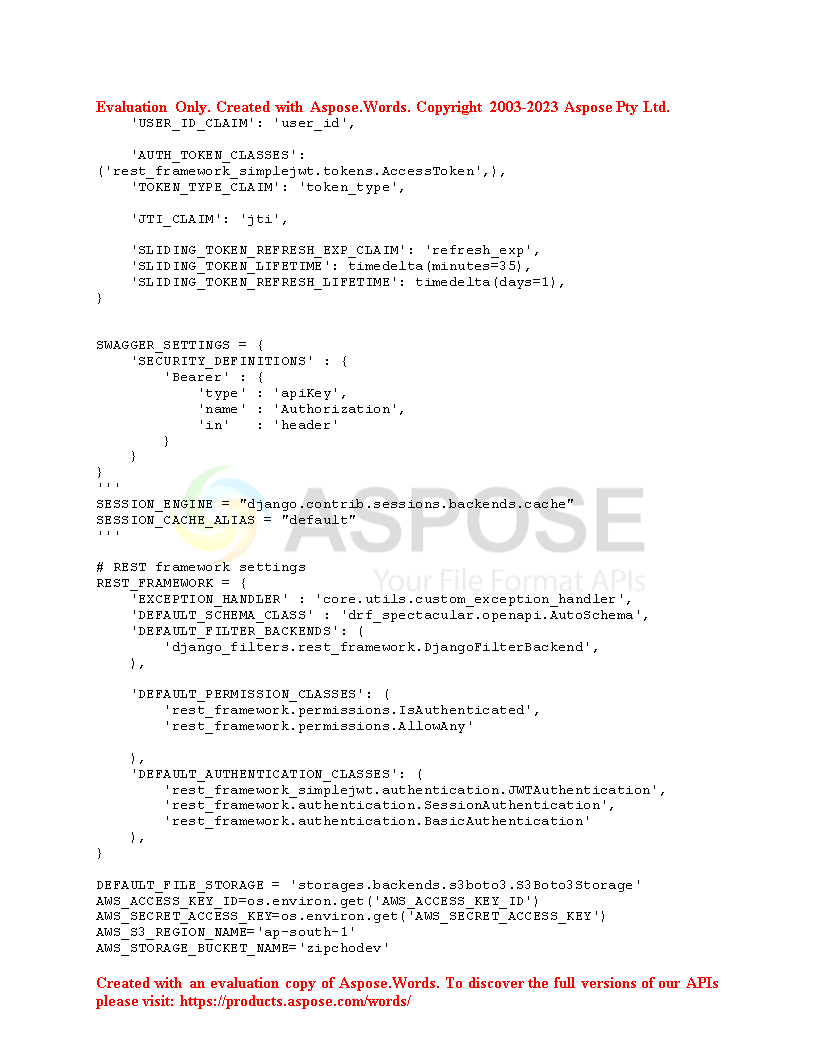 Evaluation Only. Created with Aspose.Words. Copyright 2003-2023 Aspose Pty Ltd.
    'USER_ID_CLAIM': 'user_id',

    'AUTH_TOKEN_CLASSES':
('rest_framework_simplejwt.tokens.AccessToken',),
    'TOKEN_TYPE_CLAIM': 'token_type',

    'JTI_CLAIM': 'jti',

    'SLIDING_TOKEN_REFRESH_EXP_CLAIM': 'refresh_exp',
    'SLIDING_TOKEN_LIFETIME': timedelta(minutes=35),
    'SLIDING_TOKEN_REFRESH_LIFETIME': timedelta(days=1),
}

SWAGGER_SETTINGS = {
    'SECURITY_DEFINITIONS' : {
        'Bearer' : {
            'type' : 'apiKey',
            'name' : 'Authorization',
            'in'   : 'header'
        }
    }
}
'''
SESSION_ENGINE = "django.contrib.sessions.backends.cache"
SESSION_CACHE_ALIAS = "default"
'''
ASPOSE
Your File Format APIs

# REST framework settings
REST_FRAMEWORK = {
    'EXCEPTION_HANDLER' : 'core.utils.custom_exception_handler',
    'DEFAULT_SCHEMA_CLASS' : 'drf_spectacular.openapi.AutoSchema',
    'DEFAULT_FILTER_BACKENDS': (
        'django_filters.rest_framework.DjangoFilterBackend',
    ),

    'DEFAULT_PERMISSION_CLASSES': (
        'rest_framework.permissions.IsAuthenticated',
        'rest_framework.permissions.AllowAny'

    ),
    'DEFAULT_AUTHENTICATION_CLASSES': (
        'rest_framework_simplejwt.authentication.JWTAuthentication',
        'rest_framework.authentication.SessionAuthentication',
        'rest_framework.authentication.BasicAuthentication'
    ),
}

DEFAULT_FILE_STORAGE = 'storages.backends.s3boto3.S3Boto3Storage'
AWS_ACCESS_KEY_ID=os.environ.get('AWS_ACCESS_KEY_ID')
AWS_SECRET_ACCESS_KEY=os.environ.get('AWS_SECRET_ACCESS_KEY')
AWS_S3_REGION_NAME='ap-south-1'
AWS_STORAGE_BUCKET_NAME='zipchodev'

Created with an evaluation copy of Aspose.Words. To discover the full versions of our APIs
please visit: https://products.aspose.com/words/